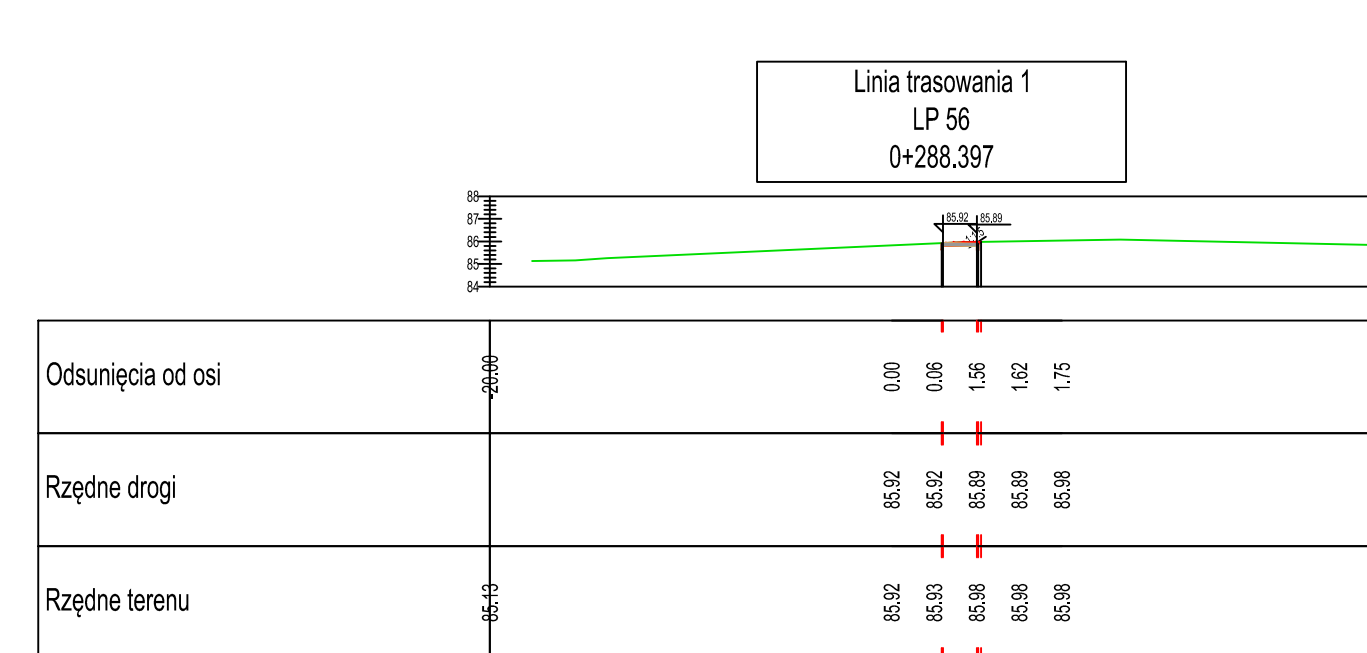 Linia trasowania 1
LP 56
0+288.397
88
87
86
85
84
85.92 85.89
Odsunięcia od osi -20.00 0.00 0.06 1.56 1.62 1.75
Rzędne drogi 85.92 85.92 85.89 85.89 85.98
Rzędne terenu 85.13 85.92 85.93 85.98 85.98 85.98